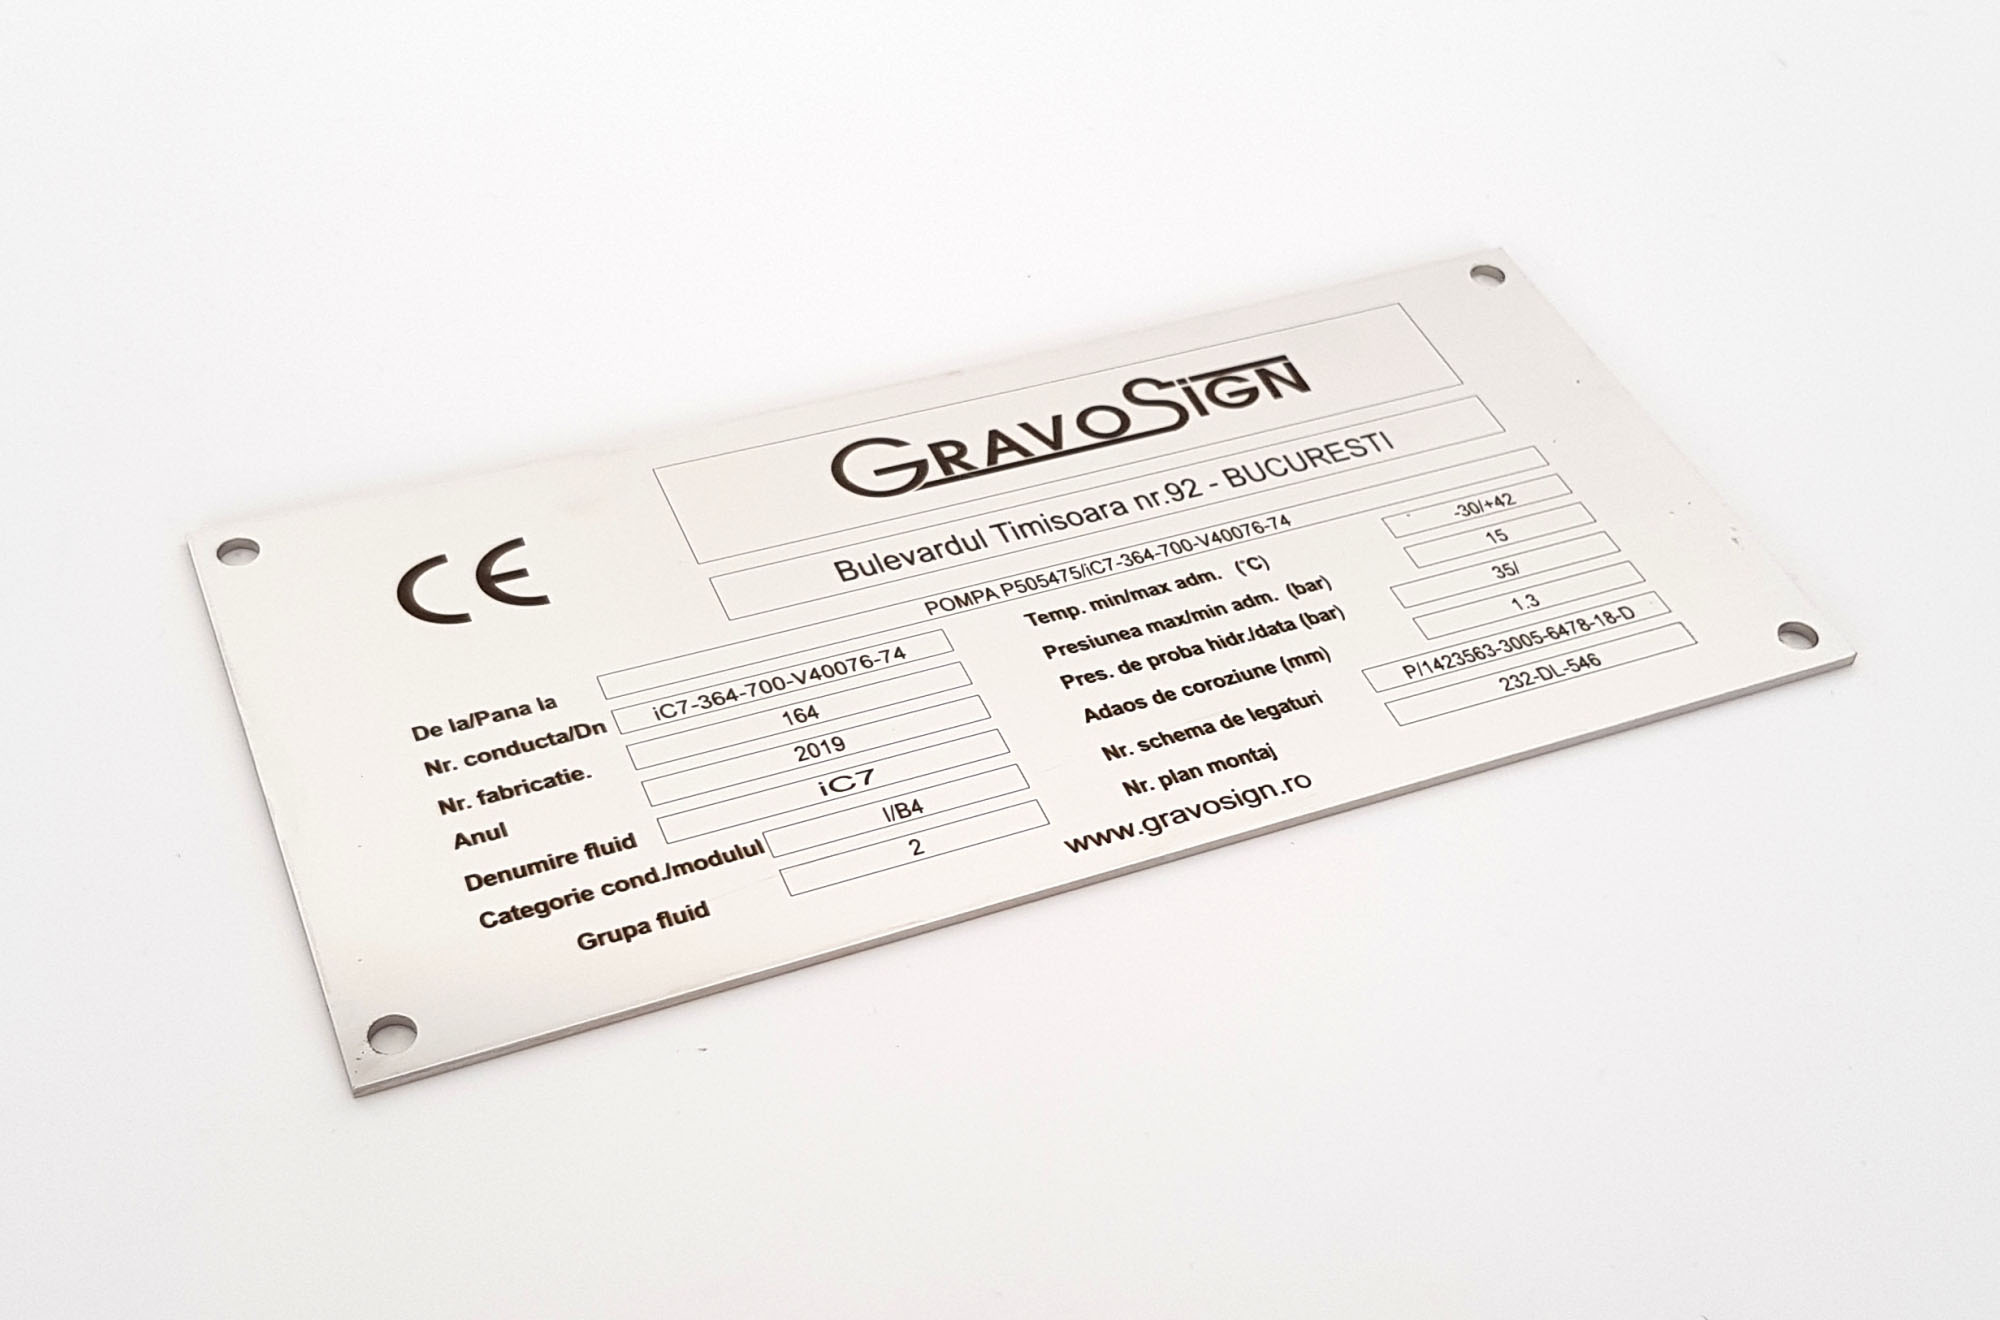 GRAVOSIGN
Bulevardul Timisoara nr.92 - BUCURESTI
CE
De la/Pana la POMPA P505475/iC7-364-700-V40076-74
Nr. conducta/Dn iC7-364-700-V40076-74
Nr. fabricatie. 164
Anul 2019
Denumire fluid iC7
Categorie cond./modulul I/B4
Grupa fluid 2
Temp. min/max adm. (°C) -30/+42
Presiunea max/min adm. (bar) 15
Pres. de proba hidr./data (bar) 35/
Adaos de coroziune (mm) 1.3
Nr. schema de legaturi P/1423563-3005-6478-18-D
Nr. plan montaj 232-DL-546
www.gravosign.ro